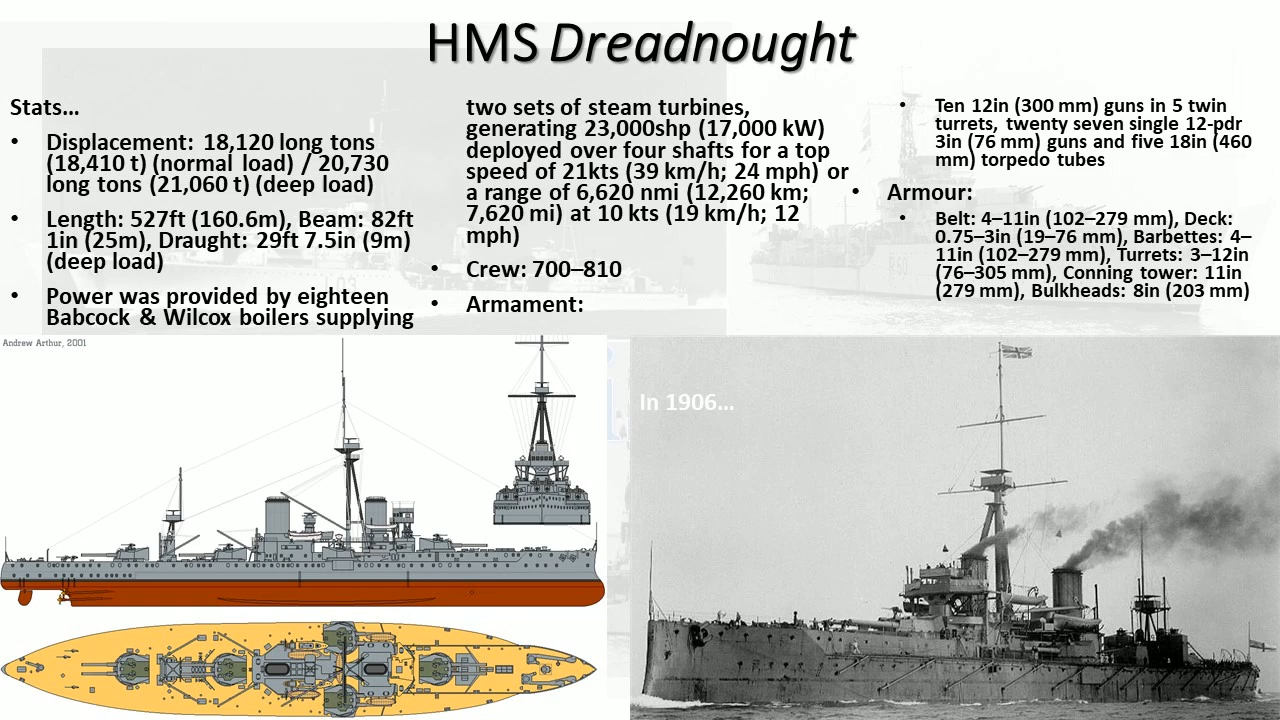 HMS Dreadnought
Stats...
• Displacement: 18,120 long tons
(18,410 t) (normal load) / 20,730
long tons (21,060 t) (deep load)
• Length: 527ft (160.6m), Beam: 82ft
1in (25m), Draught: 29ft 7.5in (9m)
(deep load)
• Power was provided by eighteen
Babcock & Wilcox boilers supplying
two sets of steam turbines,
generating 23,000shp (17,000 kW)
deployed over four shafts for a top
speed of 21kts (39 km/h; 24 mph) or
a range of 6,620 nmi (12,260 km;
7,620 mi) at 10 kts (19 km/h; 12
mph)
• Crew: 700–810
• Armament:
• Ten 12in (300 mm) guns in 5 twin
turrets, twenty seven single 12-pdr
3in (76 mm) guns and five 18in (460
mm) torpedo tubes
• Armour:
• Belt: 4–11in (102–279 mm), Deck:
0.75–3in (19–76 mm), Barbettes: 4–
11in (102–279 mm), Turrets: 3–12in
(76–305 mm), Conning tower: 11in
(279 mm), Bulkheads: 8in (203 mm)
Andrew Arthur, 2001
In 1906...